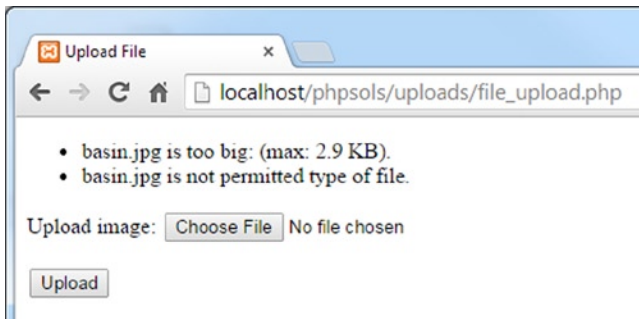 Upload File
localhost/phpsols/uploads/file_upload.php
basin.jpg is too big: (max: 2.9 KB).
basin.jpg is not permitted type of file.
Upload image: Choose File No file chosen
Upload